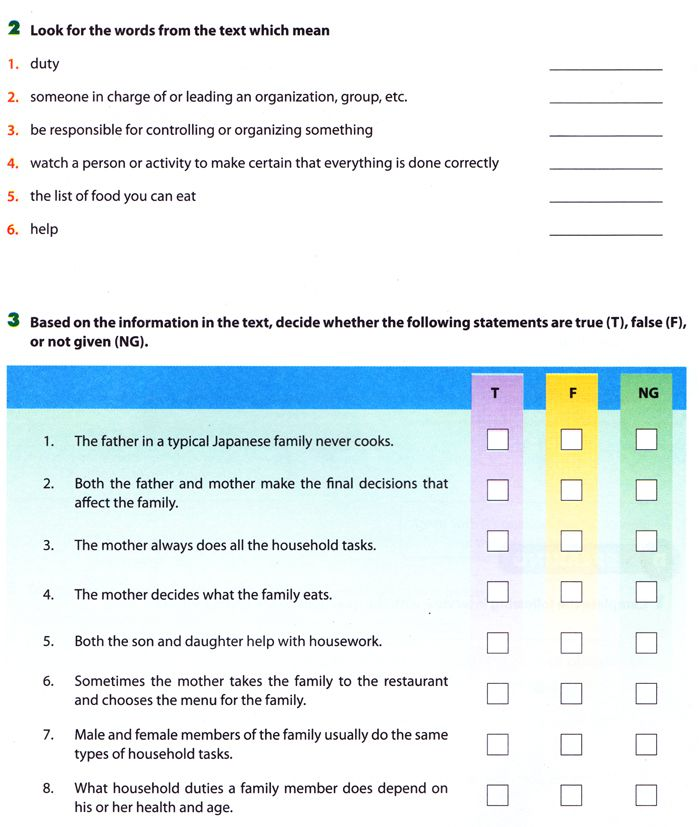 2 Look for the words from the text which mean
1. duty
2. someone in charge of or leading an organization, group, etc.
3. be responsible for controlling or organizing something
4. watch a person or activity to make certain that everything is done correctly
5. the list of food you can eat
6. help
3 Based on the information in the text, decide whether the following statements are true (T), false (F),
or not given (NG).
T F NG
1. The father in a typical Japanese family never cooks.
2. Both the father and mother make the final decisions that
affect the family.
3. The mother always does all the household tasks.
4. The mother decides what the family eats.
5. Both the son and daughter help with housework.
6. Sometimes the mother takes the family to the restaurant
and chooses the menu for the family.
7. Male and female members of the family usually do the same
types of household tasks.
8. What household duties a family member does depend on
his or her health and age.